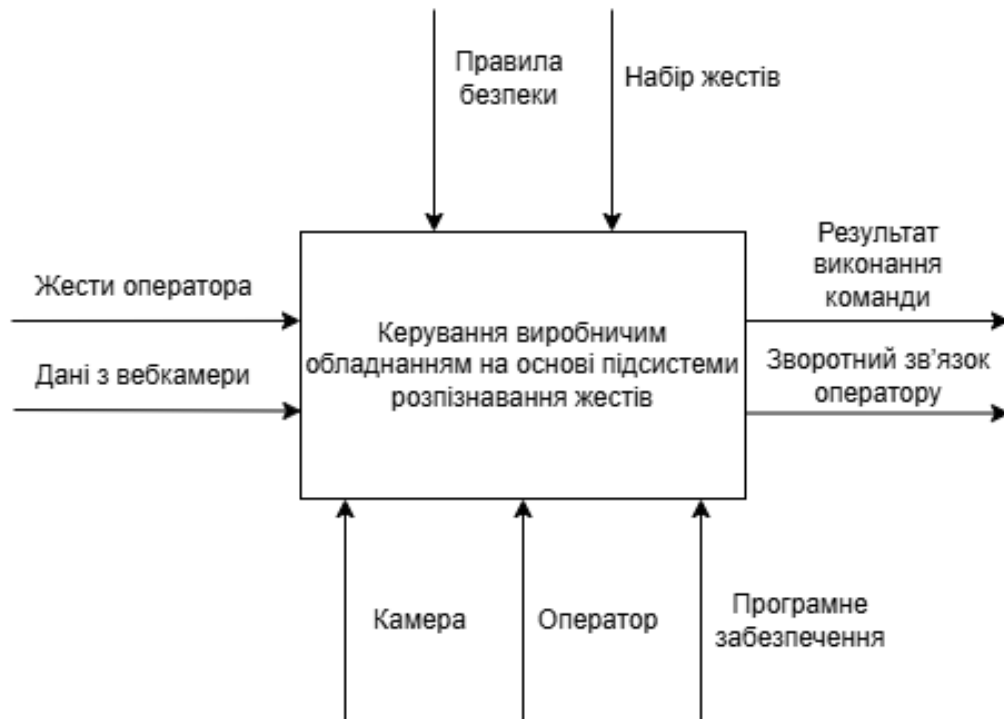 Правила
безпеки
Набір жестів
Жести оператора
Дані з вебкамери
Керування виробничим
обладнанням на основі підсистеми
розпізнавання жестів
Результат
виконання
команди
Зворотний зв’язок
оператору
Камера
Оператор
Програмне
забезпечення